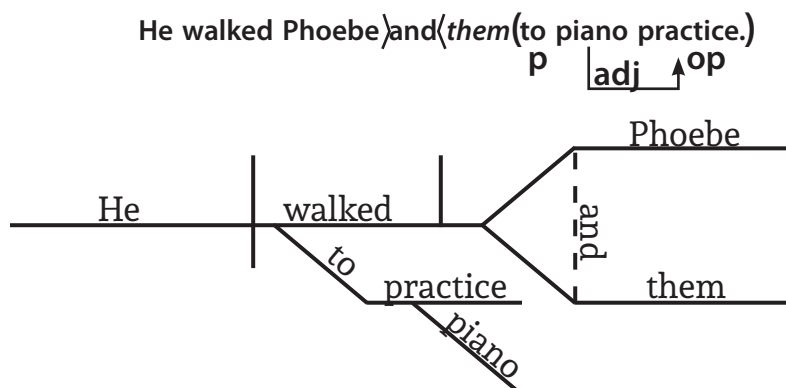 He walked Phoebe⟩and⟨them(to piano practice.)
p adj op
Phoebe
He walked and
to practice them
piano